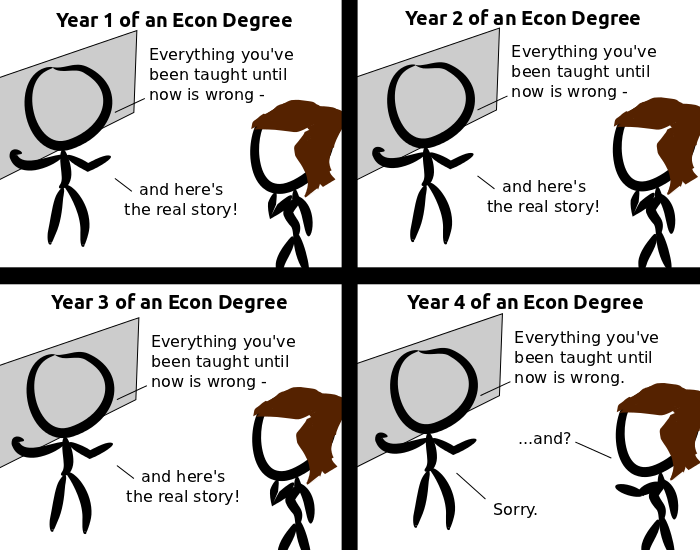 Year 1 of an Econ Degree
Everything you've
been taught until
now is wrong -
and here's
the real story!
Year 2 of an Econ Degree
Everything you've
been taught until
now is wrong -
and here's
the real story!
Year 3 of an Econ Degree
Everything you've
been taught until
now is wrong -
and here's
the real story!
Year 4 of an Econ Degree
Everything you've
been taught until
now is wrong.
...and?
Sorry.